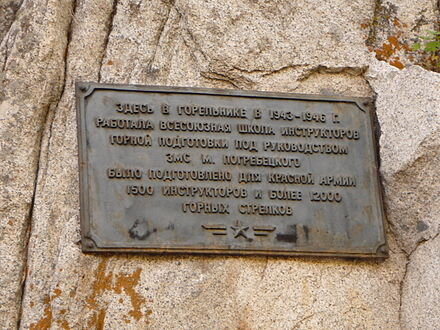 ЗДЕСЬ В ГОРЕЛЬНИКЕ В 1943-1946 Г.
РАБОТАЛА ВСЕСОЮЗНАЯ ШКОЛА ИНСТРУКТОРОВ
ГОРНОЙ ПОДГОТОВКИ ПОД РУКОВОДСТВОМ
ЗМС М. ПОГРЕБЕЦКОГО
БЫЛО ПОДГОТОВЛЕНО ДЛЯ КРАСНОЙ АРМИИ
1500 ИНСТРУКТОРОВ И БОЛЕЕ 12000
ГОРНЫХ СТРЕЛКОВ